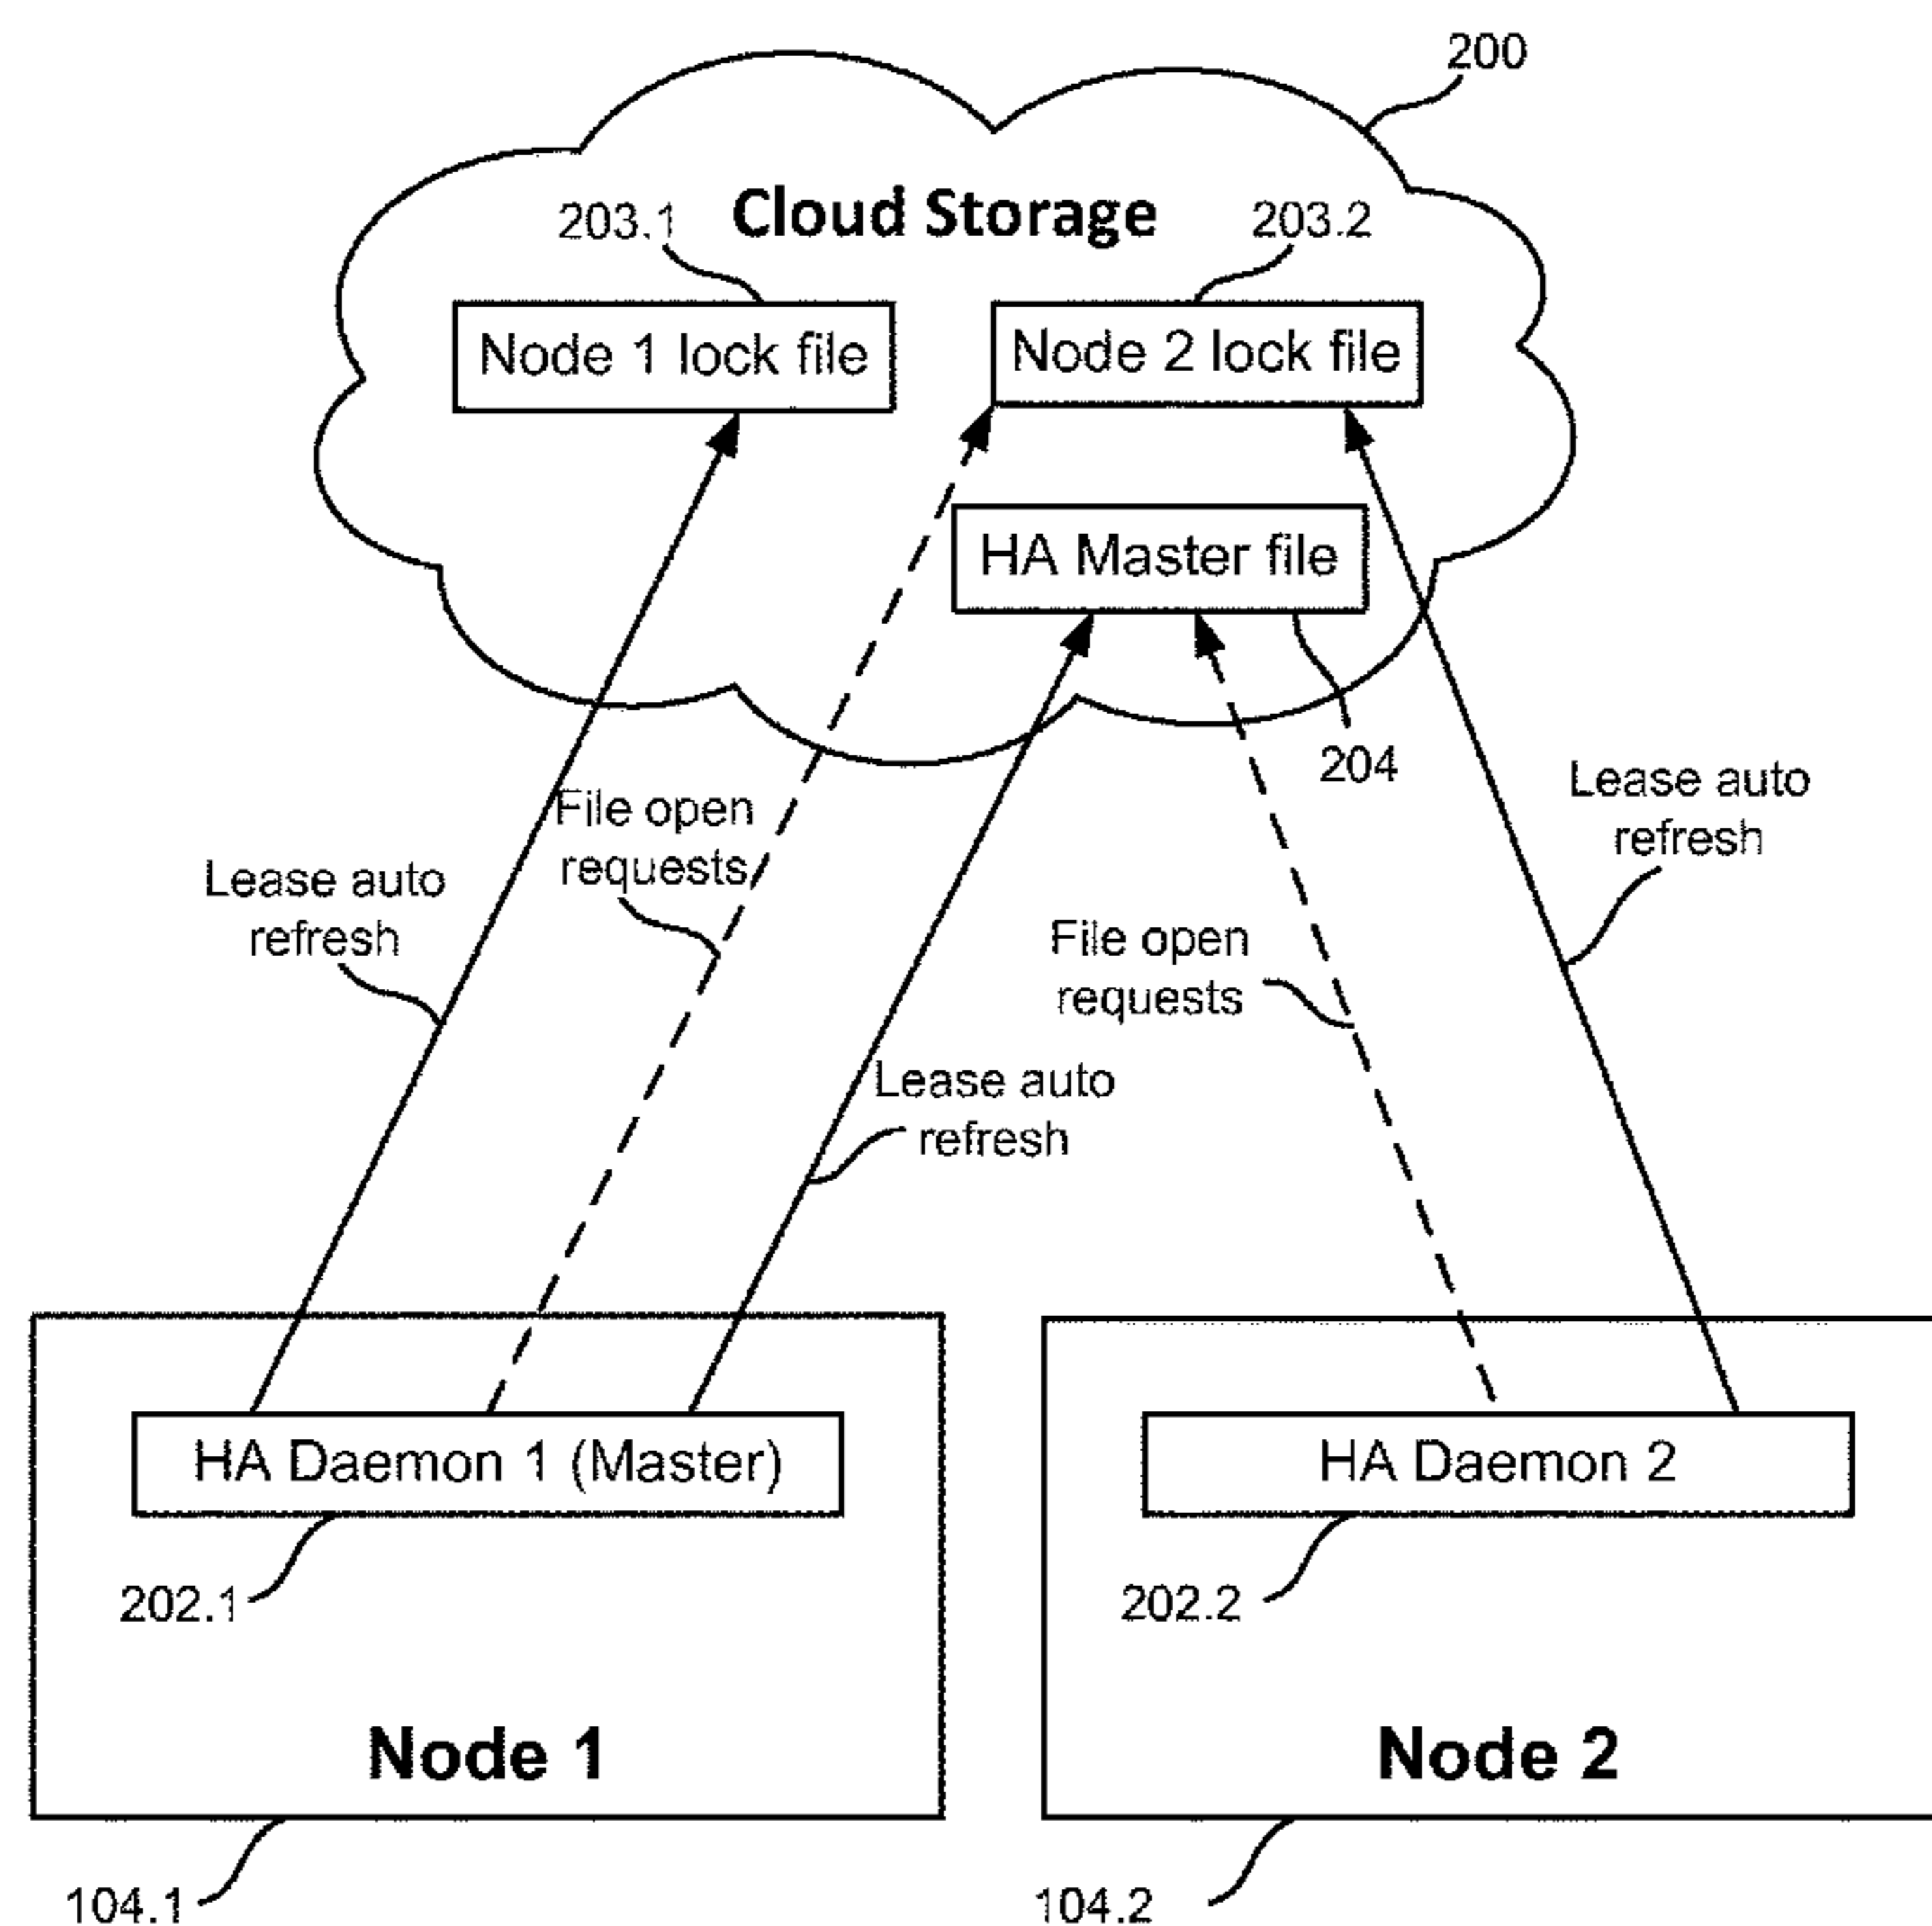 200
Cloud Storage
203.1
203.2
Node 1 lock file
Node 2 lock file
HA Master file
204
File open
requests
Lease auto
refresh
Lease auto
refresh
File open
requests
Lease auto
refresh
HA Daemon 1 (Master)
HA Daemon 2
202.1
202.2
Node 1
Node 2
104.1
104.2